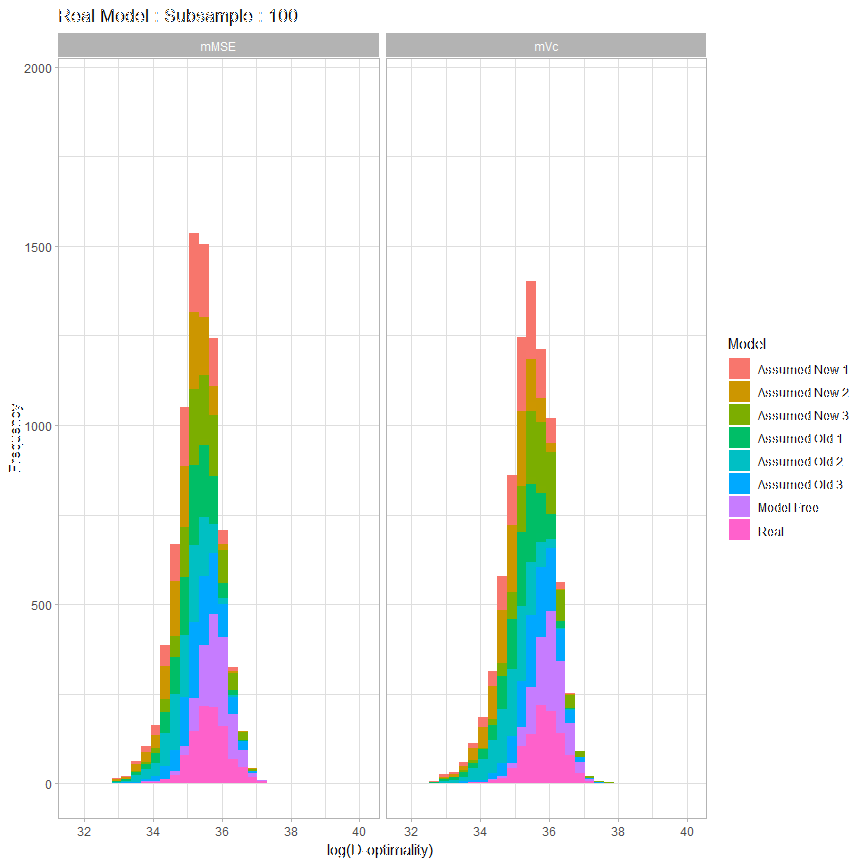 Real Model :: Subsample : 100
mMSE
mVc
2000
1500
1000
500
0
Frequency
32 34 36 38 40
32 34 36 38 40
log(D-optimality)
Model
Assumed New 1
Assumed New 2
Assumed New 3
Assumed Old 1
Assumed Old 2
Assumed Old 3
Model Free
Real